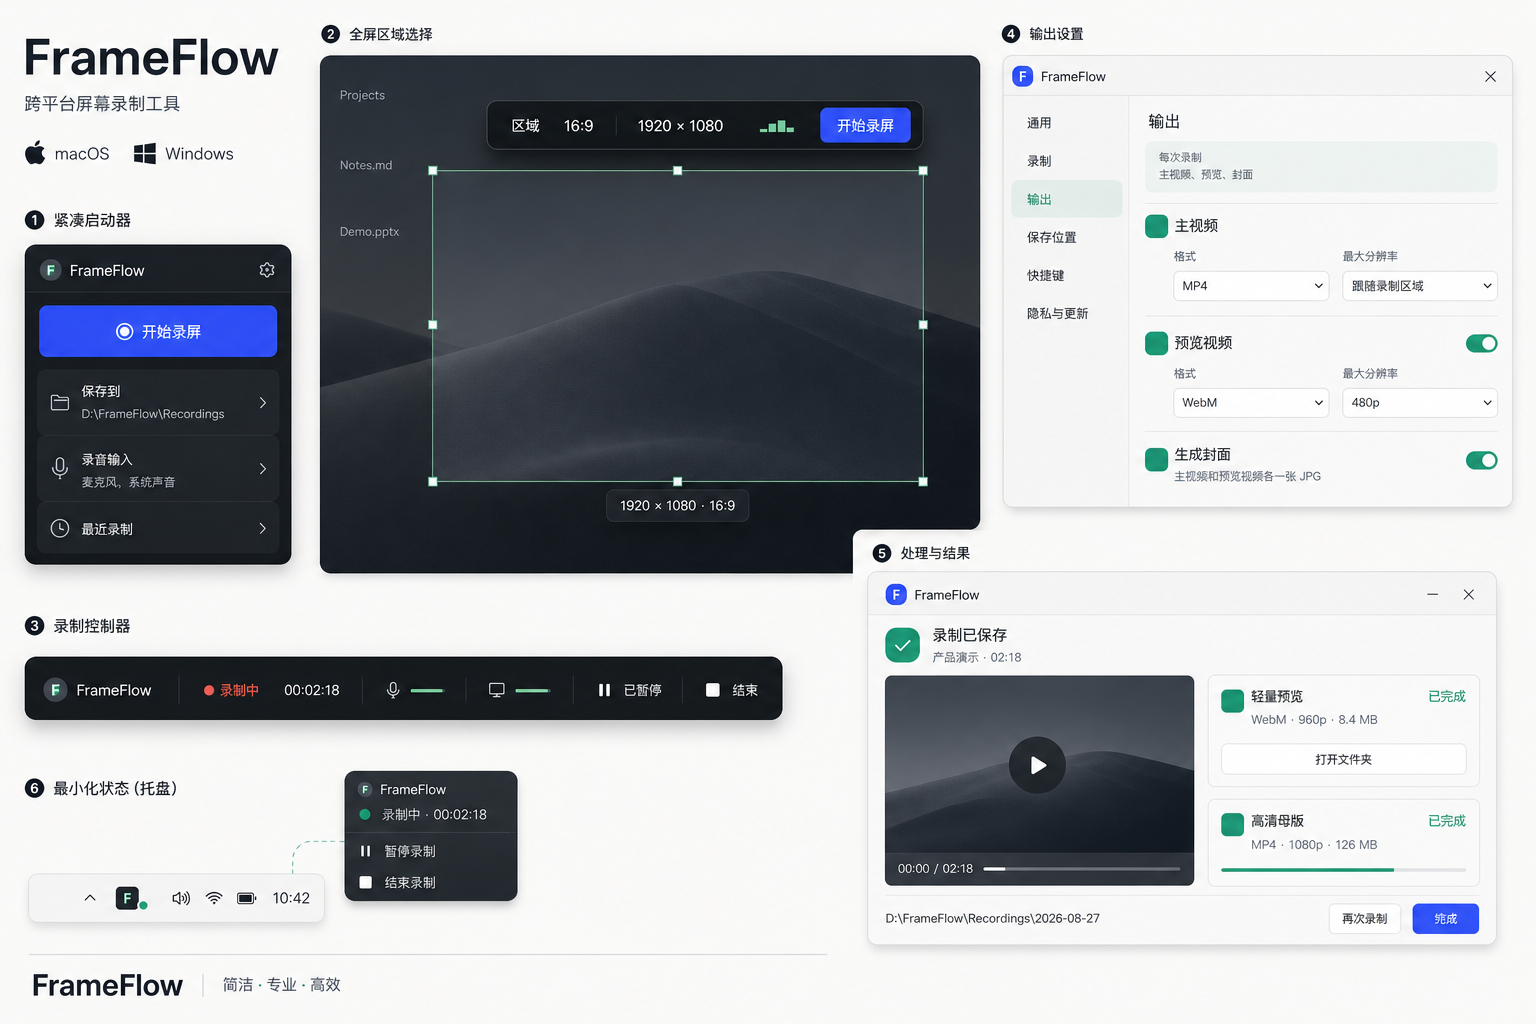 FrameFlow
跨平台屏幕录制工具
macOS
Windows
1 紧凑启动器
F FrameFlow
开始录屏
保存到
D:\FrameFlow\Recordings
录音输入
麦克风，系统声音
最近录制
2 全屏区域选择
Projects
Notes.md
Demo.pptx
区域 16:9 1920 × 1080 开始录屏
1920 × 1080 · 16:9
3 录制控制器
F FrameFlow 录制中 00:02:18 已暂停 结束
4 输出设置
F FrameFlow
通用
录制
输出
保存位置
快捷键
隐私与更新
输出
每次录制
主视频、预览、封面
主视频
格式 最大分辨率
MP4 跟随录制区域
预览视频
格式 最大分辨率
WebM 480p
生成封面
主视频和预览视频各一张 JPG
5 处理与结果
F FrameFlow
录制已保存
产品演示 · 02:18
00:00 / 02:18
轻量预览 已完成
WebM · 960p · 8.4 MB
打开文件夹
高清母版 已完成
MP4 · 1080p · 126 MB
D:\FrameFlow\Recordings\2026-08-27
再次录制 完成
6 最小化状态（托盘）
F FrameFlow
录制中 · 00:02:18
暂停录制
结束录制
F 10:42
FrameFlow 简洁 · 专业 · 高效